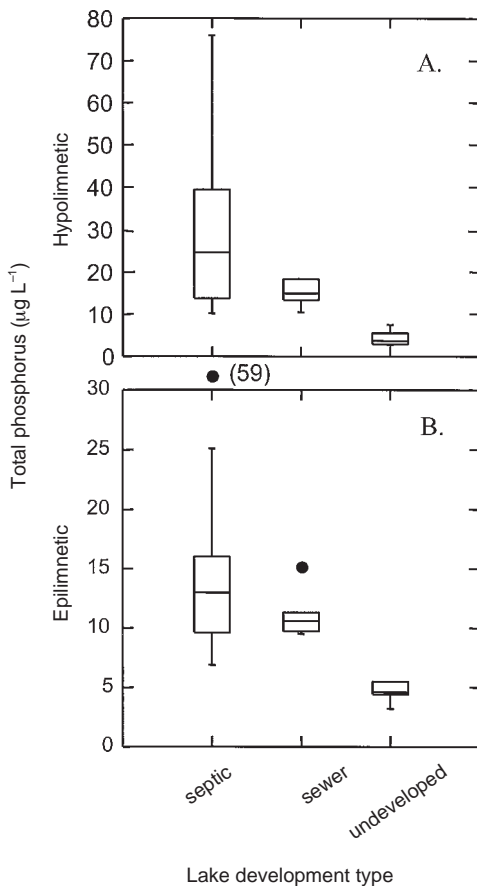 80
A.
70
60
50
40
30
20
10
0
Hypolimnetic
Total phosphorus (µg L⁻¹)
(59)
30
B.
25
20
15
10
5
0
Epilimnetic
septic
sewer
undeveloped
Lake development type